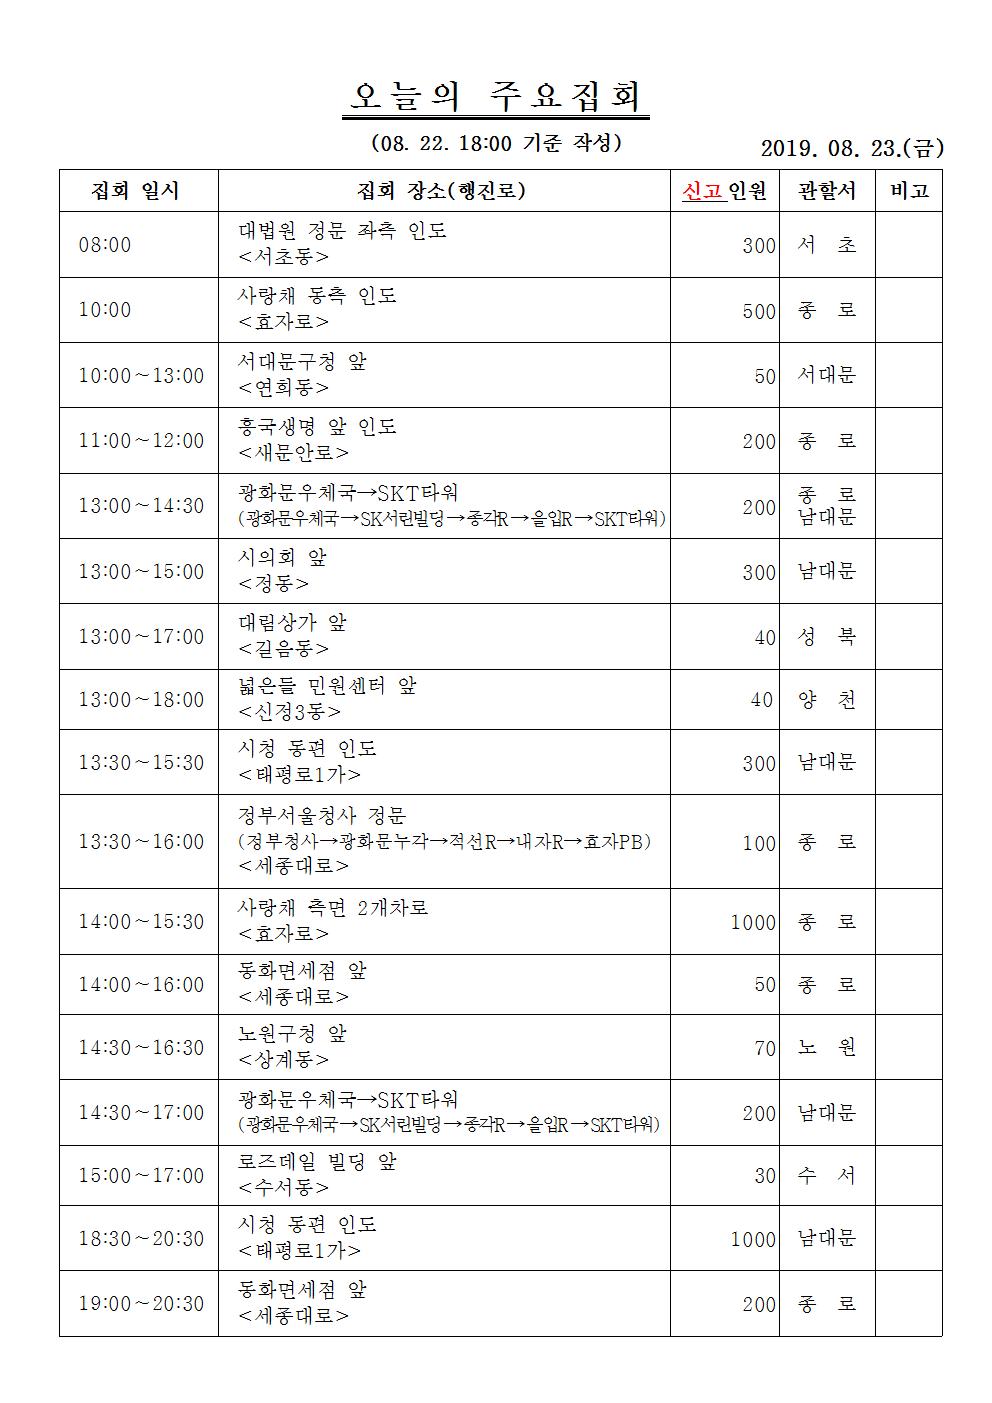 오늘의 주요집회
(08. 22. 18:00 기준 작성)
2019. 08. 23.(금)
집회 일시 집회 장소(행진로) 신고인원 관할서 비고
08:00 대법원 정문 좌측 인도 300 서 초
<서초동>
10:00 사랑채 동측 인도 500 종 로
<효자로>
10:00~13:00 서대문구청 앞 50 서대문
<연희동>
11:00~12:00 흥국생명 앞 인도 200 종 로
<새문안로>
13:00~14:30 광화문우체국→SKT타워 200 종 로
(광화문우체국→SK서린빌딩→종각R→을입R→SKT타워) 남대문
13:00~15:00 시의회 앞 300 남대문
<정동>
13:00~17:00 대림상가 앞 40 성 북
<길음동>
13:00~18:00 넓은들 민원센터 앞 40 양 천
<신정3동>
13:30~15:30 시청 동편 인도 300 남대문
<태평로1가>
13:30~16:00 정부서울청사 정문 100 종 로
(정부청사→광화문누각→적선R→내자R→효자PB)
<세종대로>
14:00~15:30 사랑채 측면 2개차로 1000 종 로
<효자로>
14:00~16:00 동화면세점 앞 50 종 로
<세종대로>
14:30~16:30 노원구청 앞 70 노 원
<상계동>
14:30~17:00 광화문우체국→SKT타워 200 남대문
(광화문우체국→SK서린빌딩→종각R→을입R→SKT타워)
15:00~17:00 로즈데일 빌딩 앞 30 수 서
<수서동>
18:30~20:30 시청 동편 인도 1000 남대문
<태평로1가>
19:00~20:30 동화면세점 앞 200 종 로
<세종대로>